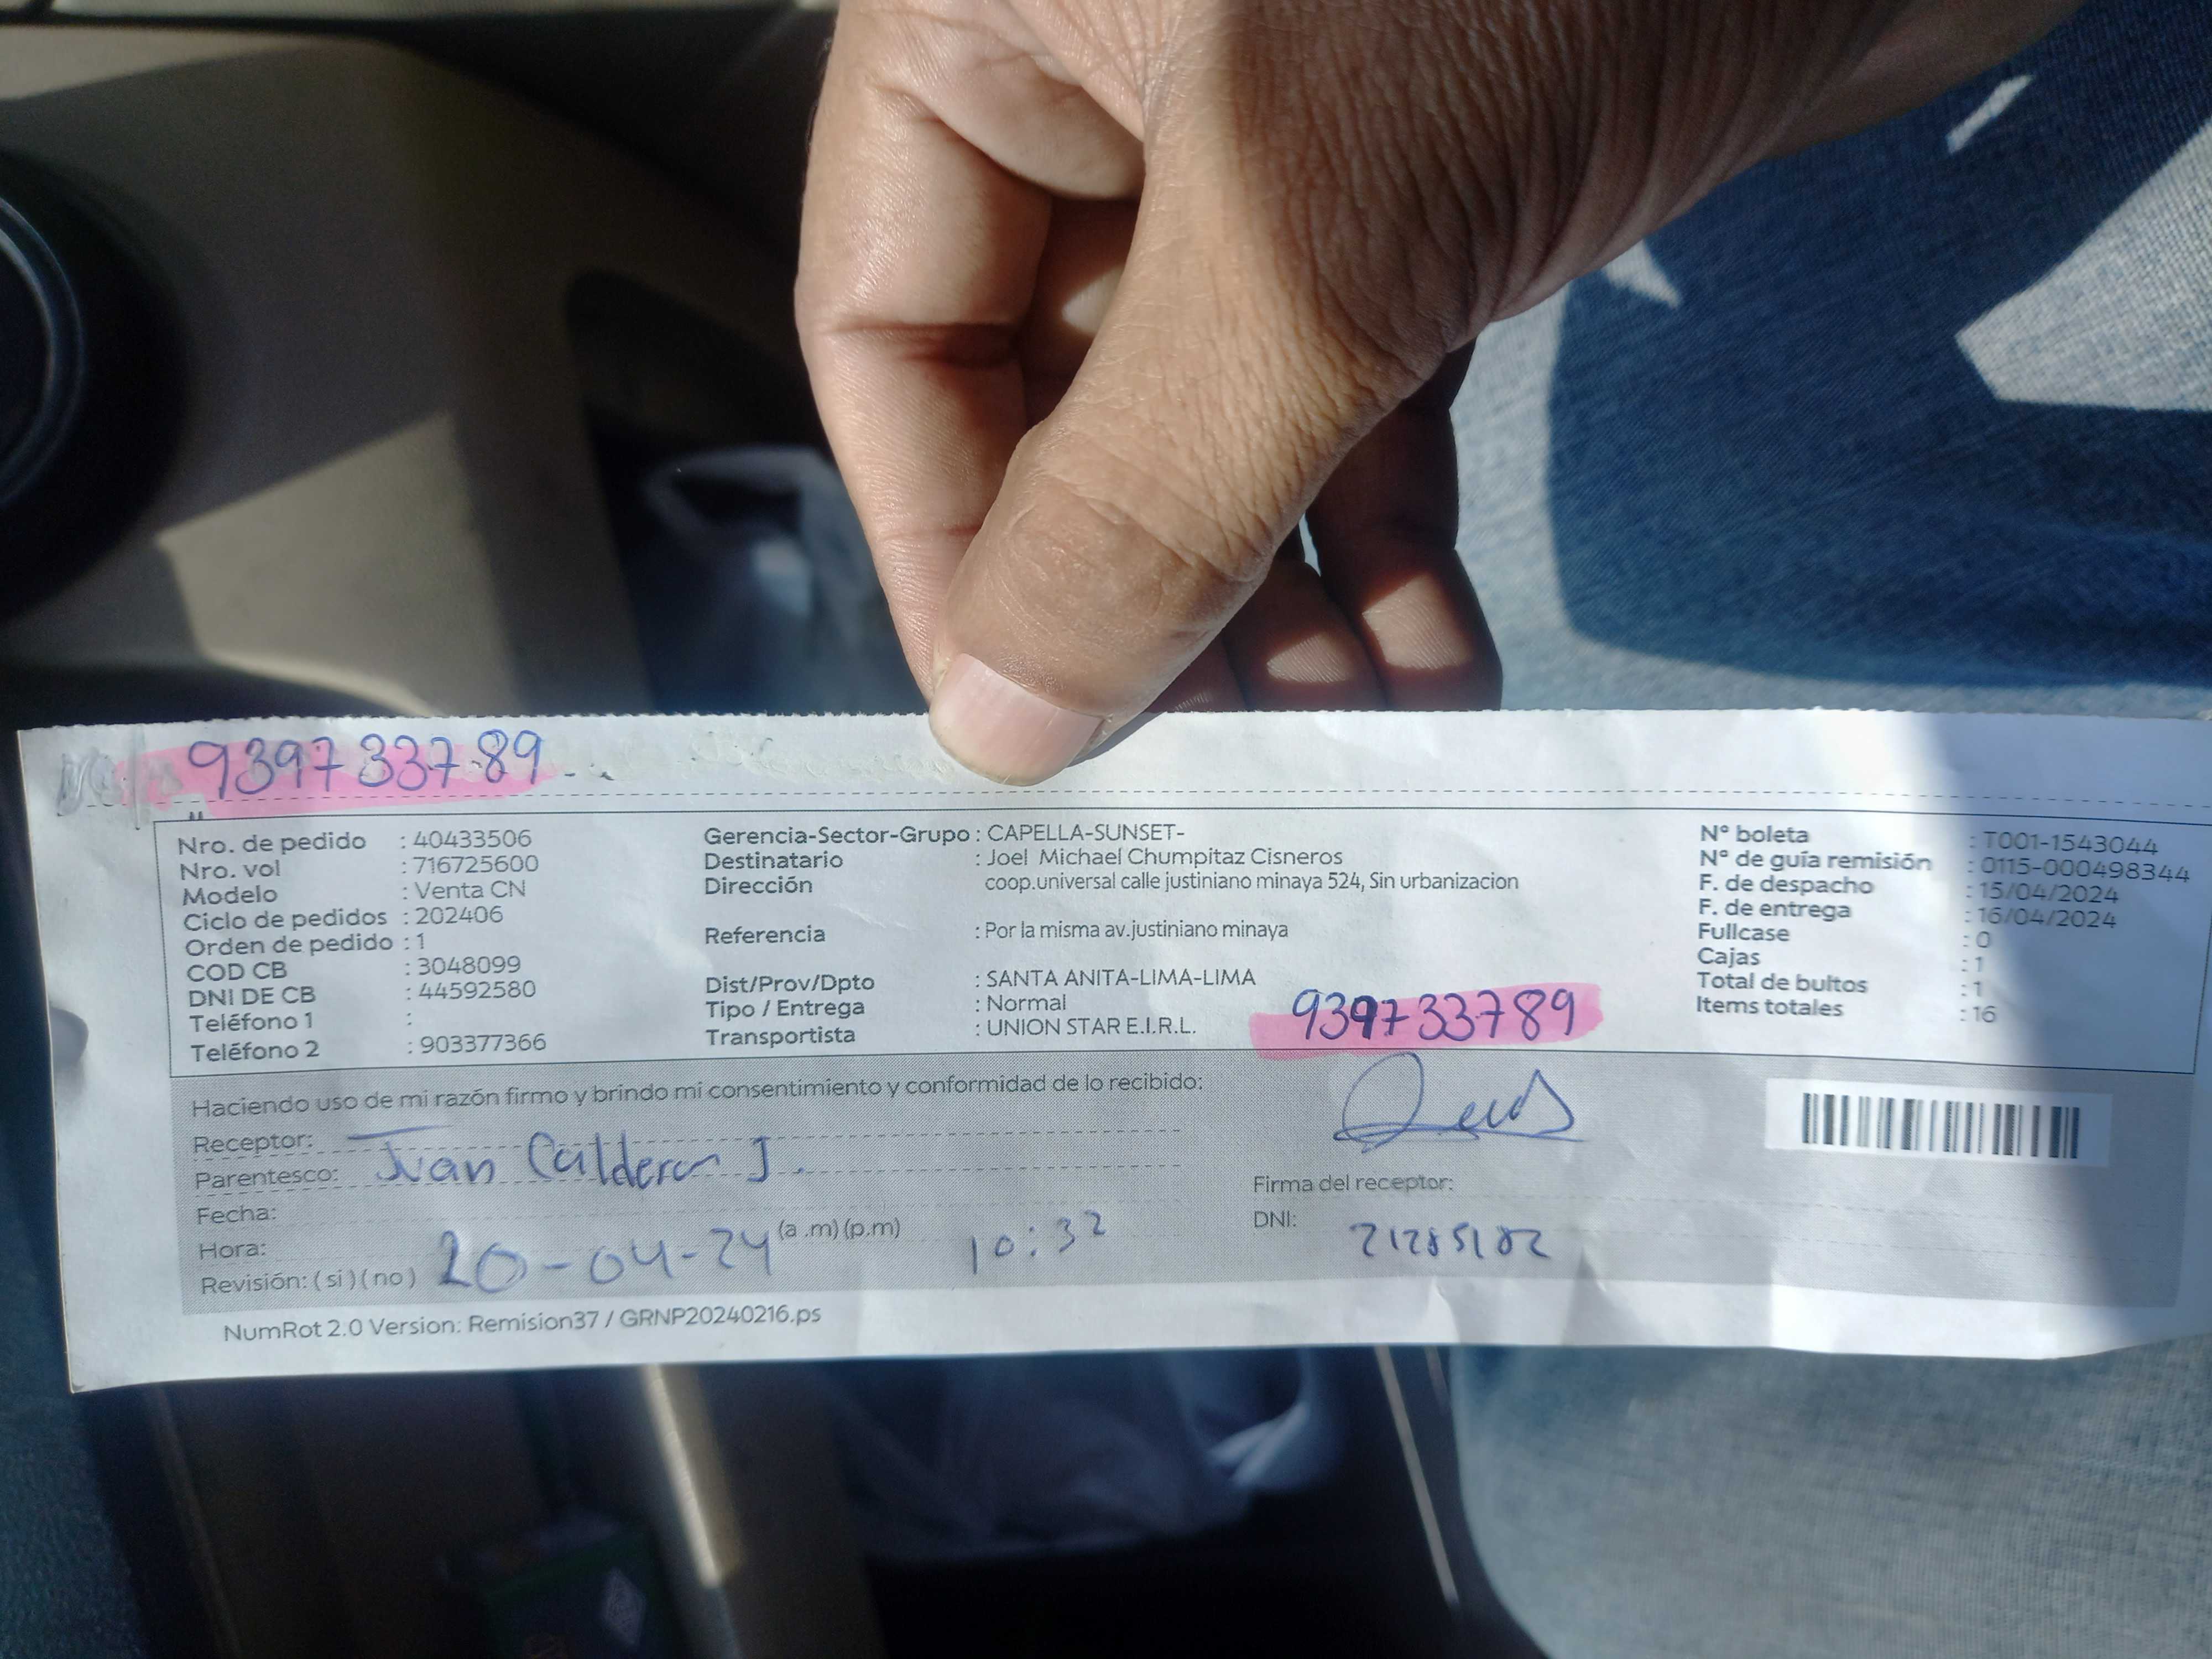 939733789
Nro. de pedido : 40433506
Nro. vol : 716725600
Modelo : Venta CN
Ciclo de pedidos : 202406
Orden de pedido : 1
COD CB : 3048099
DNI DE CB : 44592580
Teléfono 1 :
Teléfono 2 : 903377366
Gerencia-Sector-Grupo : CAPELLA-SUNSET-
Destinatario : Joel Michael Chumpitaz Cisneros
Dirección coop.universal calle justiniano minaya 524, Sin urbanizacion
Referencia : Por la misma av.justiniano minaya
Dist/Prov/Dpto : SANTA ANITA-LIMA-LIMA
Tipo / Entrega : Normal
Transportista : UNION STAR E.I.R.L.
939733789
N° boleta : T001-1543044
N° de guía remisión : 0115-000498344
F. de despacho : 15/04/2024
F. de entrega : 16/04/2024
Fullcase : 0
Cajas : 1
Total de bultos : 1
Items totales : 16
Haciendo uso de mi razón firmo y brindo mi consentimiento y conformidad de lo recibido:
Receptor:
Parentesco: Juan Calderon J.
Fecha:
Hora: (a .m) (p.m)
Revisión: ( si ) ( no ) 20-04-24 10:32
Firma del receptor:
DNI: 21285182
NumRot 2.0 Version: Remision37 / GRNP20240216.ps